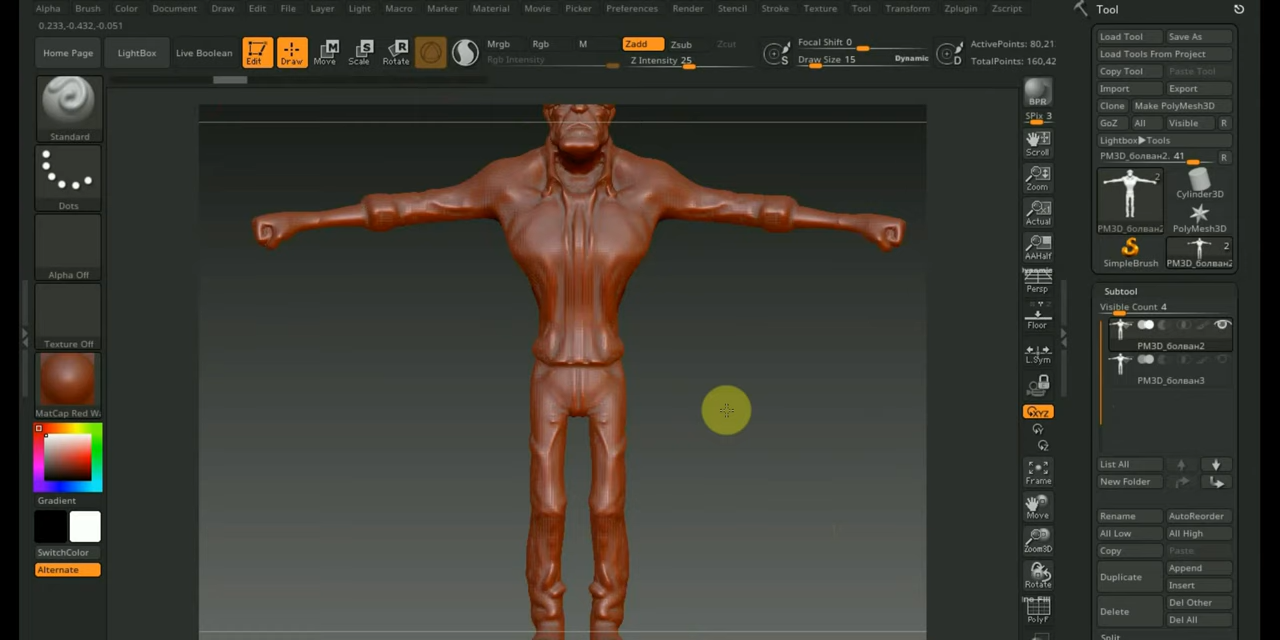 Alpha Brush Color Document Draw Edit File Layer Light Macro Marker Material Movie Picker Preferences Render Stencil Stroke Texture Tool Transform Zplugin Zscript
0.233,-0.432,-0.051
Home Page
LightBox
Live Boolean
Edit
Draw
Move
Scale
Rotate
Mrgb Rgb M
Rgb Intensity
Zadd Zsub Zcut
Z Intensity 25
S
Focal Shift 0
Draw Size 15 Dynamic
D
ActivePoints: 80,21
TotalPoints: 160,42
Standard
Dots
Alpha Off
Texture Off
MatCap Red W
Gradient
SwitchColor
Alternate
BPR
SPix 3
Scroll
Zoom
Actual
AAHalf
Dynamic
Persp
Floor
L.Sym
XYZ
Frame
Move
Zoom3D
Rotate
PolyF
Tool
Load Tool Save As
Load Tools From Project
Copy Tool Paste Tool
Import Export
Clone Make PolyMesh3D
GoZ All Visible R
Lightbox▶Tools
PM3D_болван2. 41 R
2
Cylinder3D
PM3D_болван2
PolyMesh3D
SimpleBrush
2
PM3D_болван2
Subtool
Visible Count 4
PM3D_болван2
PM3D_болван3
List All
New Folder
Rename AutoReorder
All Low All High
Copy Paste
Duplicate
Append
Insert
Delete
Del Other
Del All
Split